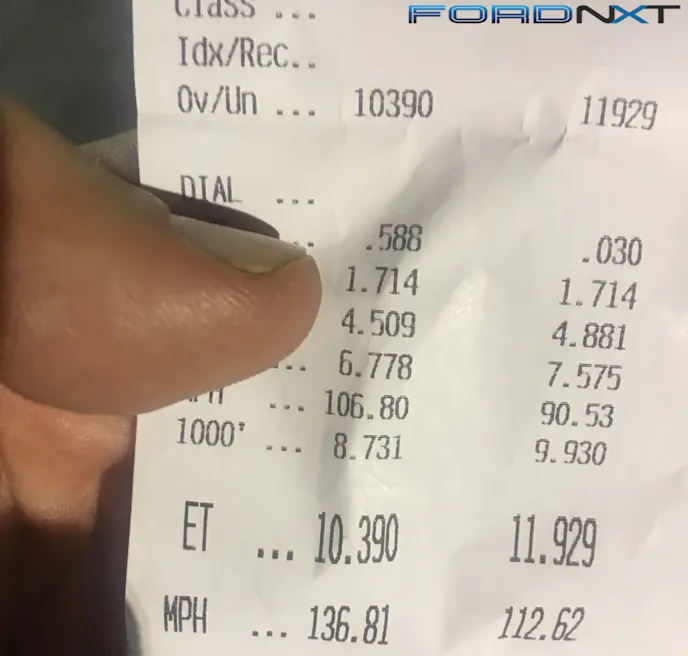 FORDNXT
Class ...
Idx/Rec..
Ov/Un ... 10390 11929
DIAL ...
.. .588 .030
1.714 1.714
4.509 4.881
... 6.778 7.575
... 106.80 90.53
1000' ... 8.731 9.930
ET ... 10.390 11.929
MPH ... 136.81 112.62